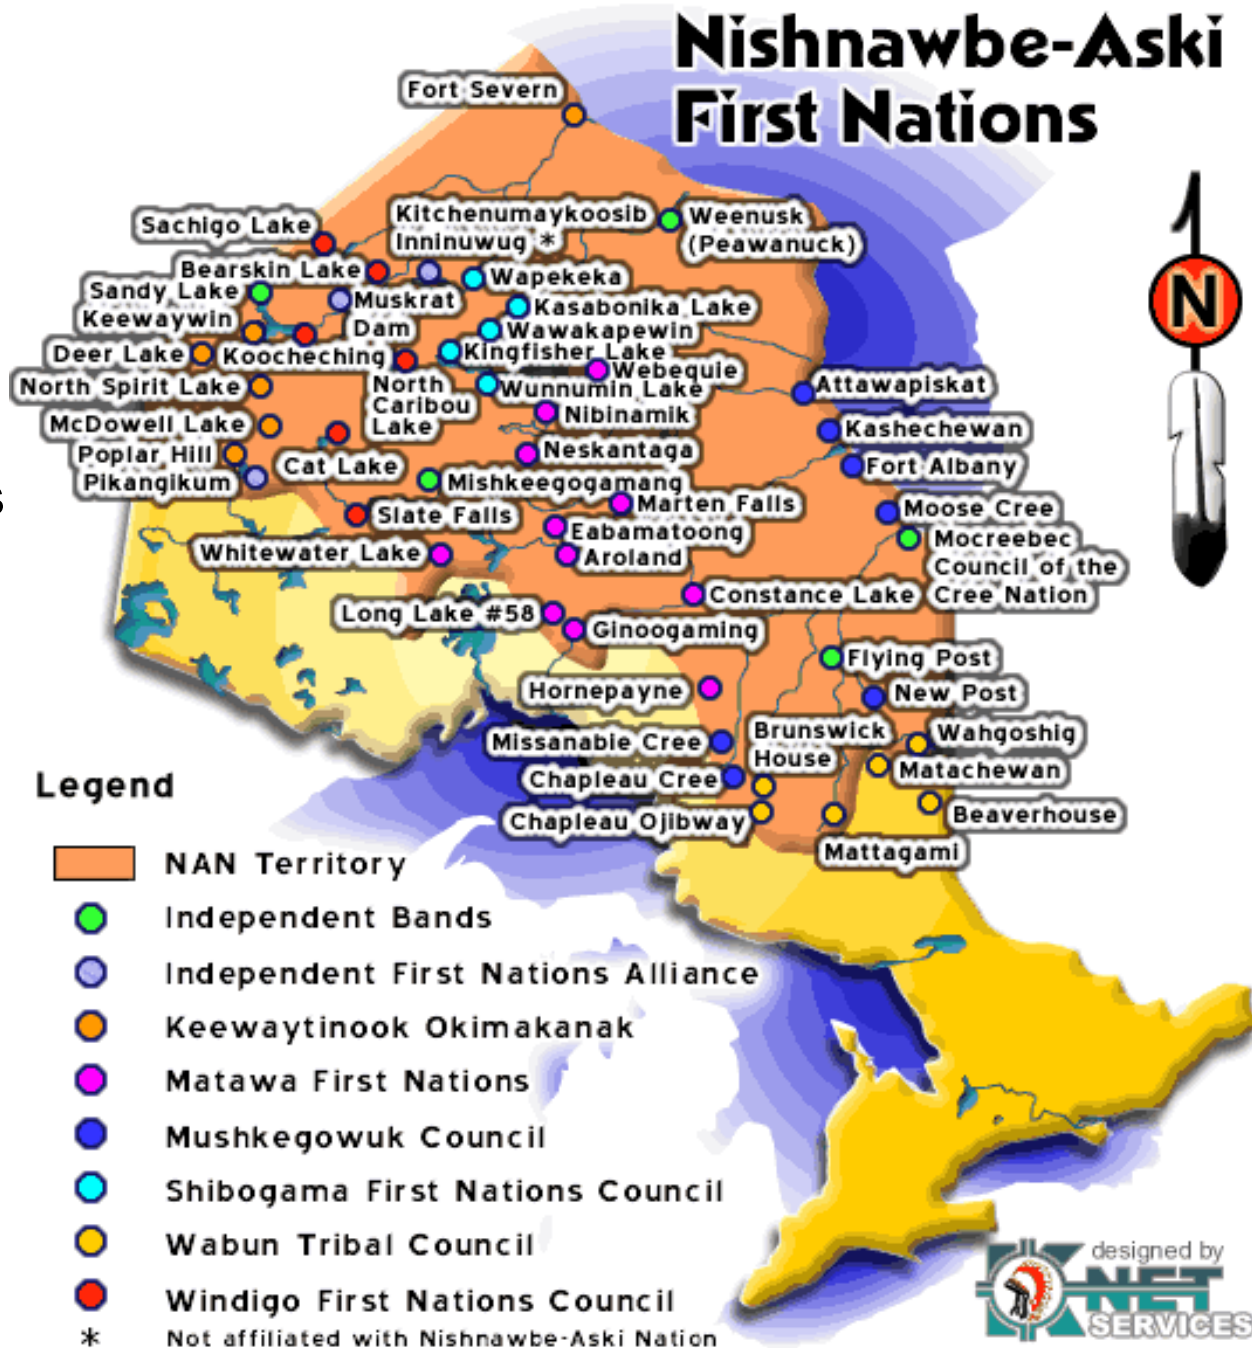 Nishnawbe-Aski
First Nations
Fort Severn
Sachigo Lake
Kitchenumaykoosib
Inninuwug *
Weenusk
(Peawanuck)
Bearskin Lake
Wapekeka
Sandy Lake
Muskrat
Dam
Kasabonika Lake
Keewaywin
Wawakapewin
Deer Lake
Koocheching
Kingfisher Lake
Webequie
North Spirit Lake
North
Caribou
Lake
Wunnumin Lake
Attawapiskat
Nibinamik
McDowell Lake
Kashechewan
Poplar Hill
Cat Lake
Neskantaga
Fort Albany
Pikangikum
Mishkeegogamang
Marten Falls
Slate Falls
Moose Cree
Eabamatoong
Mocreebec
Council of the
Cree Nation
Whitewater Lake
Aroland
Constance Lake
Long Lake #58
Ginoogaming
Flying Post
Hornepayne
New Post
Missanabie Cree
Brunswick
House
Wahgoshig
Chapleau Cree
Matachewan
Chapleau Ojibway
Beaverhouse
Mattagami
N
s
Legend
NAN Territory
Independent Bands
Independent First Nations Alliance
Keewaytinook Okimakanak
Matawa First Nations
Mushkegowuk Council
Shibogama First Nations Council
Wabun Tribal Council
Windigo First Nations Council
* Not affiliated with Nishnawbe-Aski Nation
designed by
K NET
SERVICES